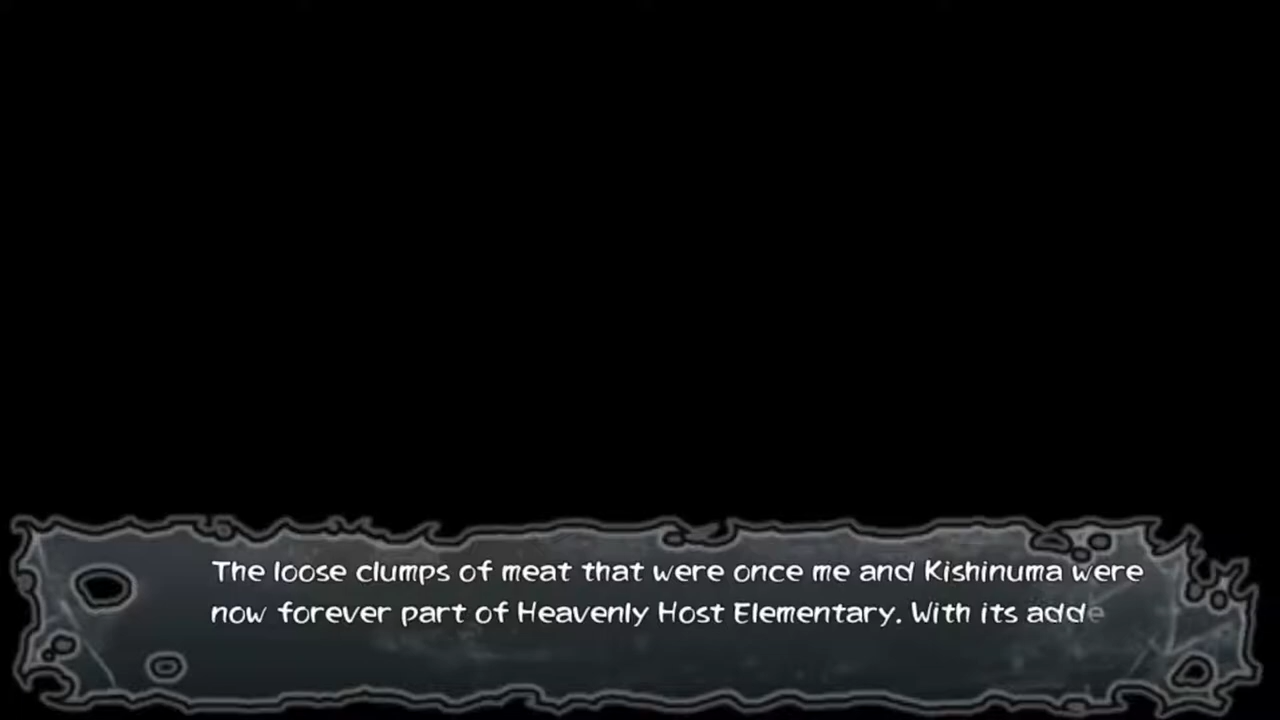 The loose clumps of meat that were once me and Kishinuma were
now forever part of Heavenly Host Elementary. With its adde